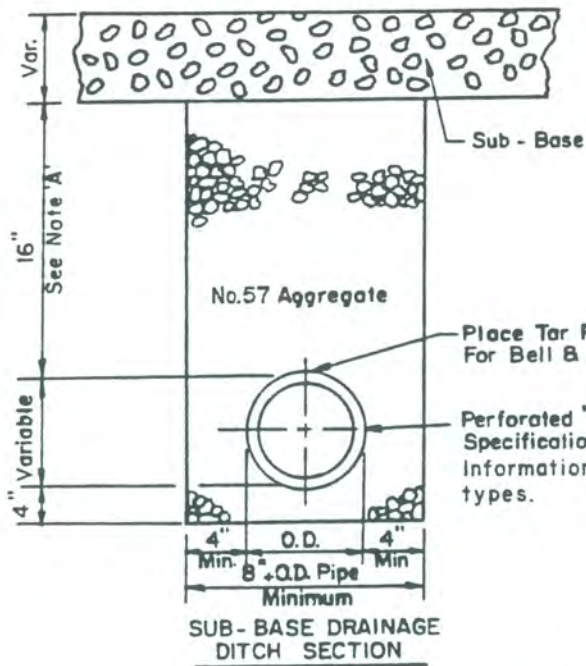 Var.
Sub - Base
16"
See Note 'A'
No.57 Aggregate
Place Tar
For Bell &
Variable
Perforated
Specification
Information
types.
4"
4"
Min.
O.D.
4"
Min.
8"+O.D. Pipe
Minimum
SUB-BASE DRAINAGE
DITCH SECTION